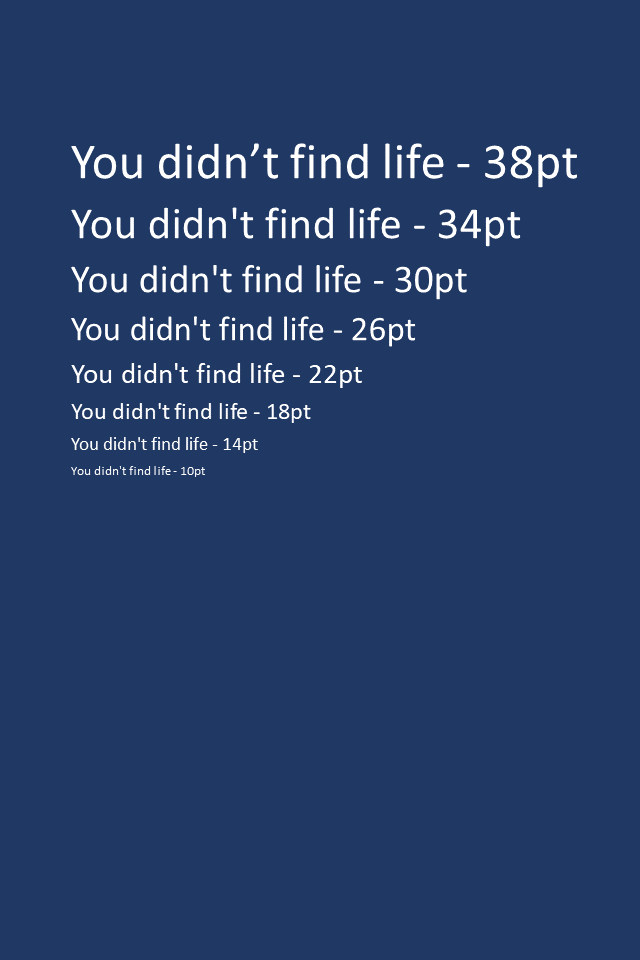 You didn’t find life - 38pt
You didn't find life - 34pt
You didn't find life - 30pt
You didn't find life - 26pt
You didn't find life - 22pt
You didn't find life - 18pt
You didn't find life - 14pt
You didn't find life - 10pt